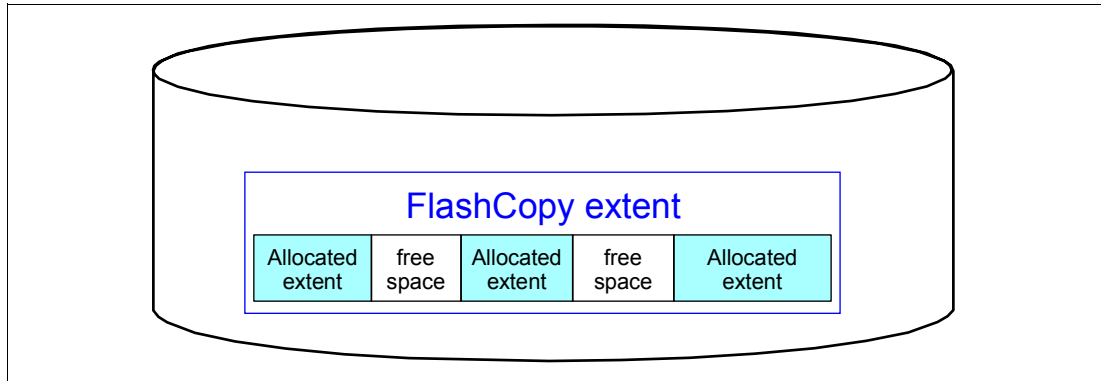 FlashCopy extent
Allocated
extent
free
space
Allocated
extent
free
space
Allocated
extent